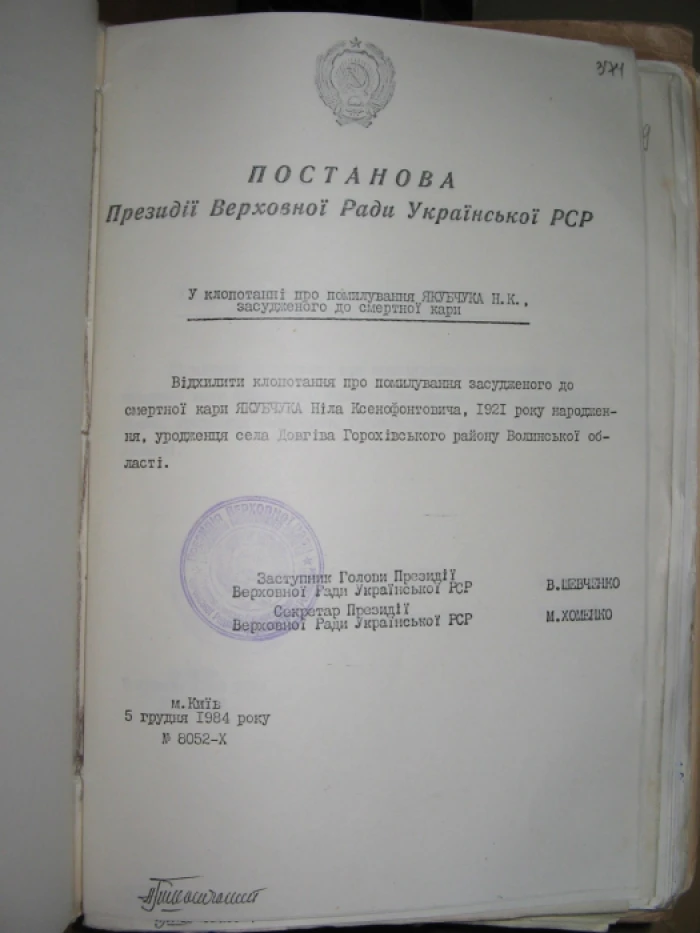 374
ПОСТАНОВА
Президії Верховної Ради Української РСР
У клопотанні про помилування ЯКУБЧУКА Н.К.,
засудженого до смертної кари
Відхилити клопотання про помилування засудженого до
смертної кари ЯКУБЧУКА Ніла Ксенофонтовича, 1921 року народжен-
ня, уродженця села Довгів Горохівського району Волинської об-
ласті.
Заступник Голови Президії
Верховної Ради Української РСР В.ШЕВЧЕНКО
Секретар Президії
Верховної Ради Української РСР М.ХОМЕНКО
м.Київ
5 грудня 1984 року
№ 8052-X